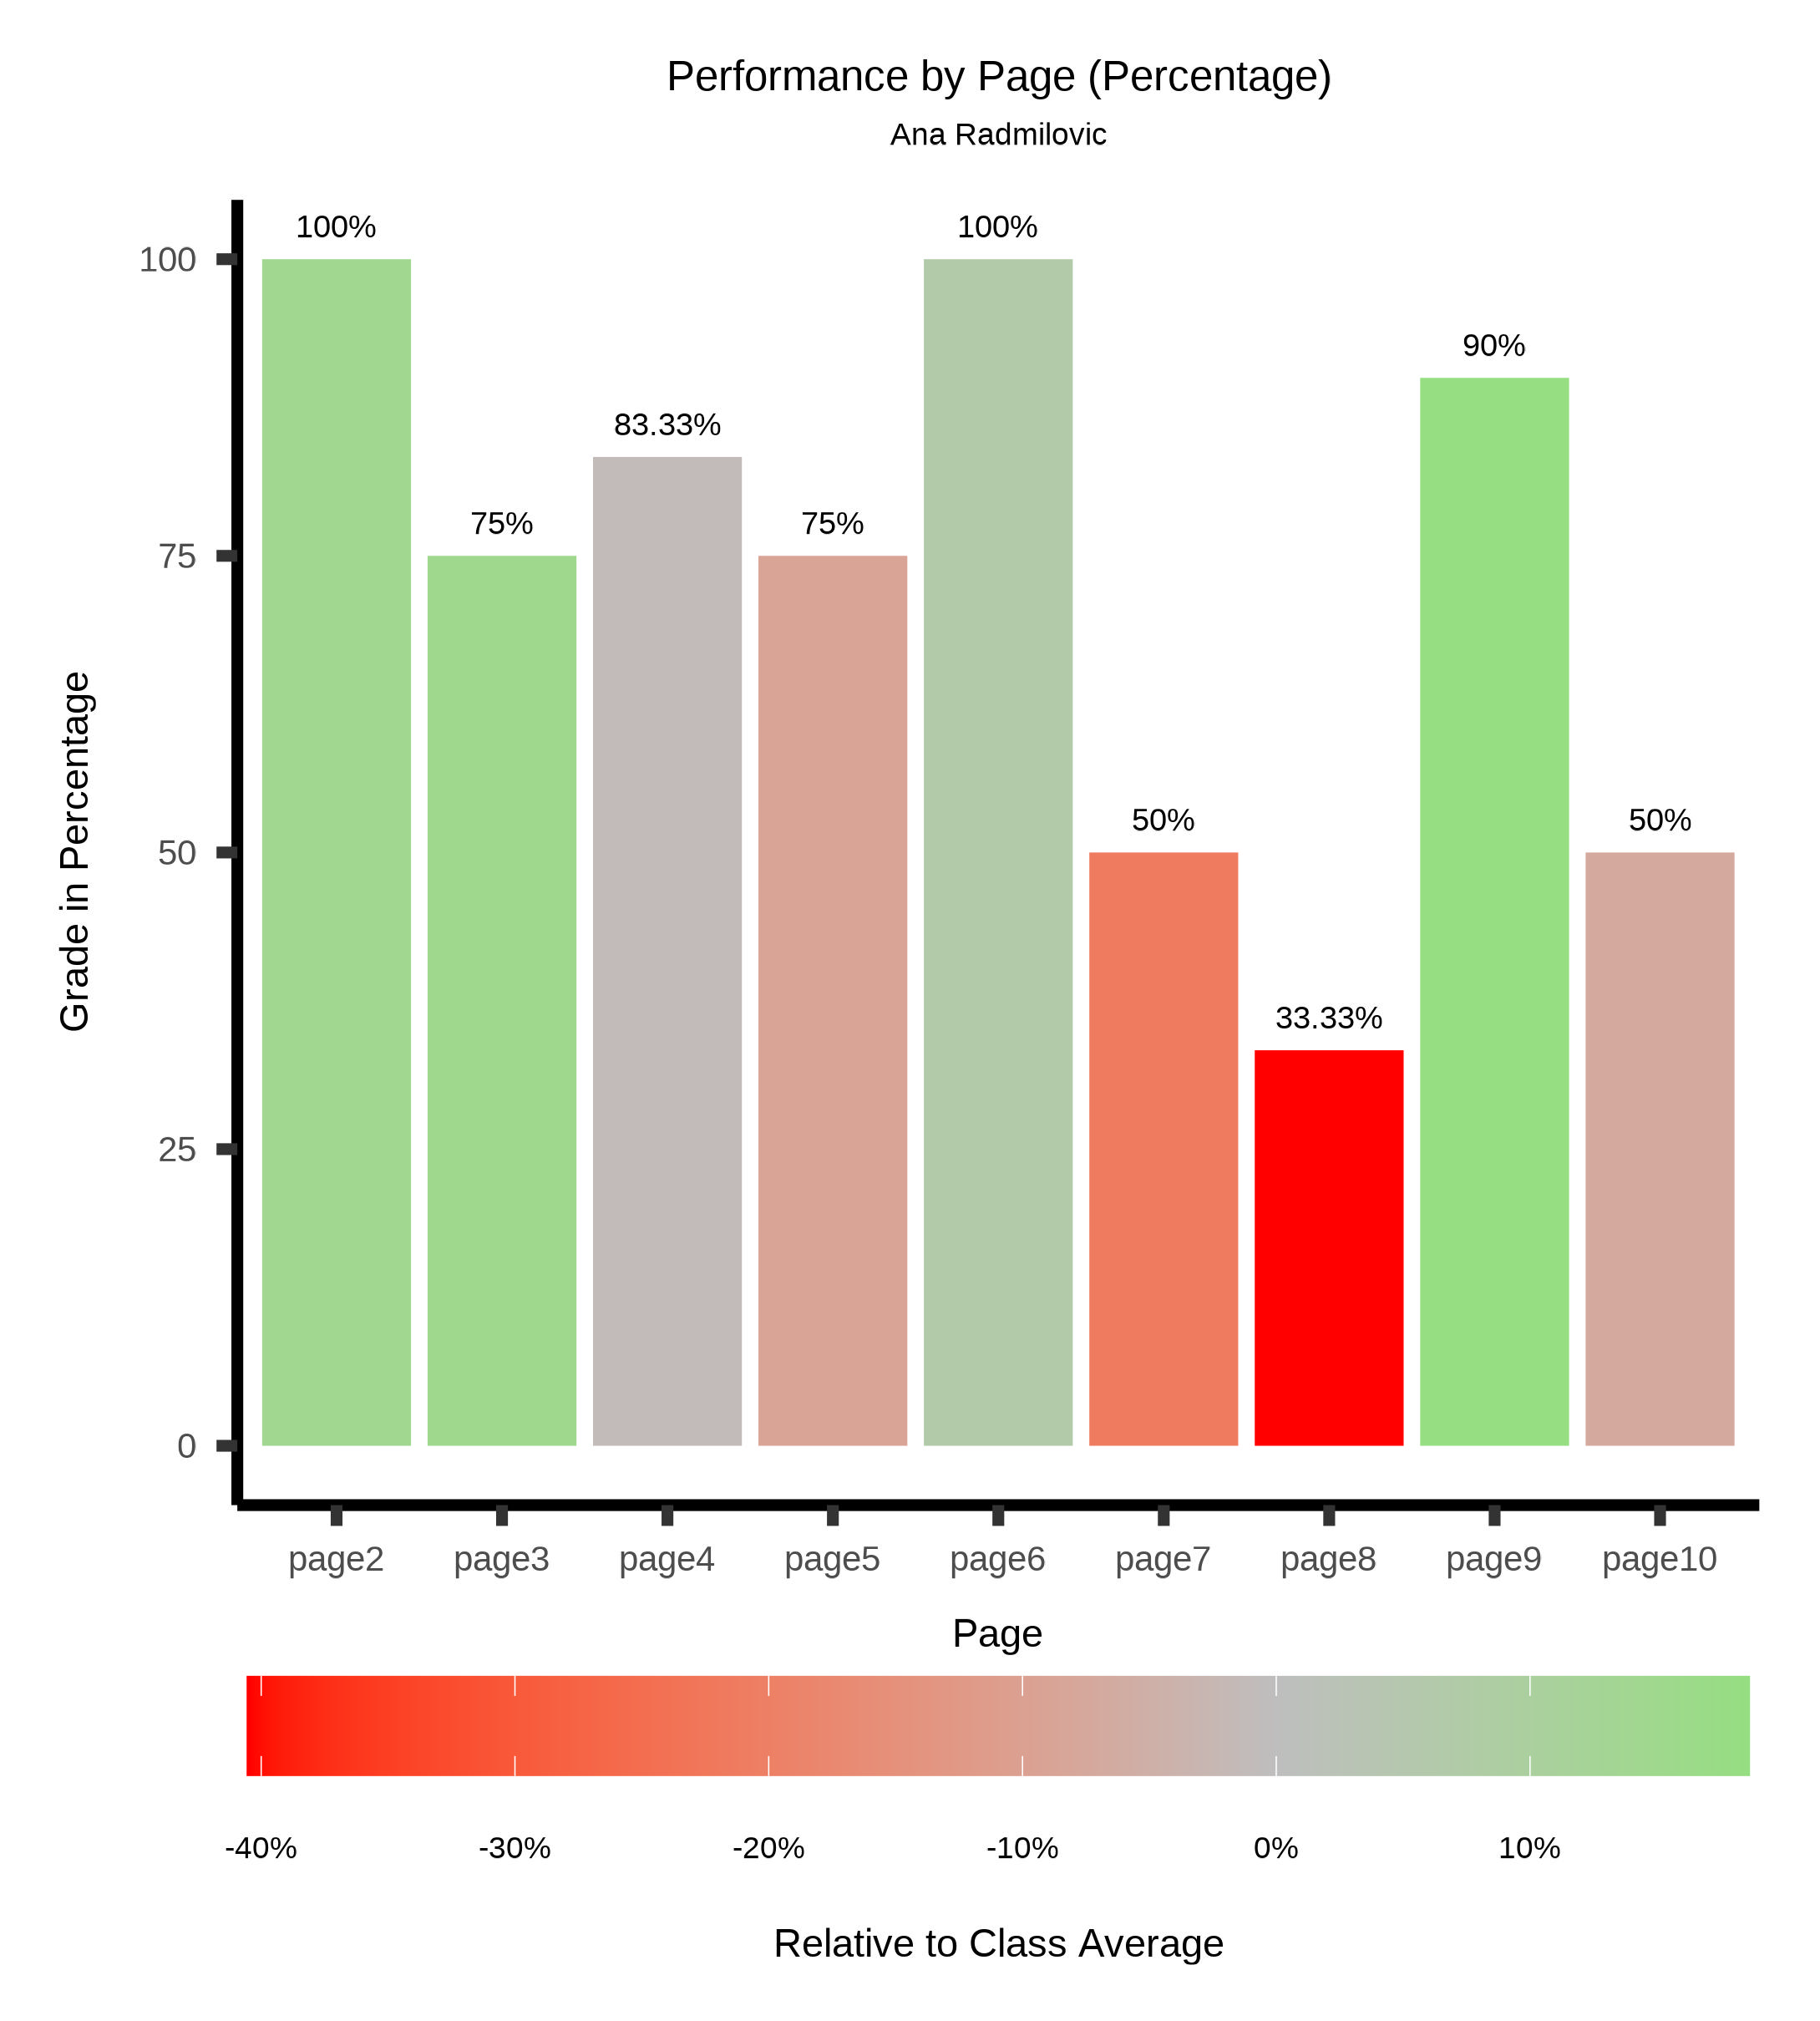 Performance by Page (Percentage)
Ana Radmilovic
100%
100%
100
90%
83.33%
75%
75%
75
50%
50%
50
33.33%
25
0
Grade in Percentage
page2 page3 page4 page5 page6 page7 page8 page9 page10
Page
-40% -30% -20% -10% 0% 10%
Relative to Class Average